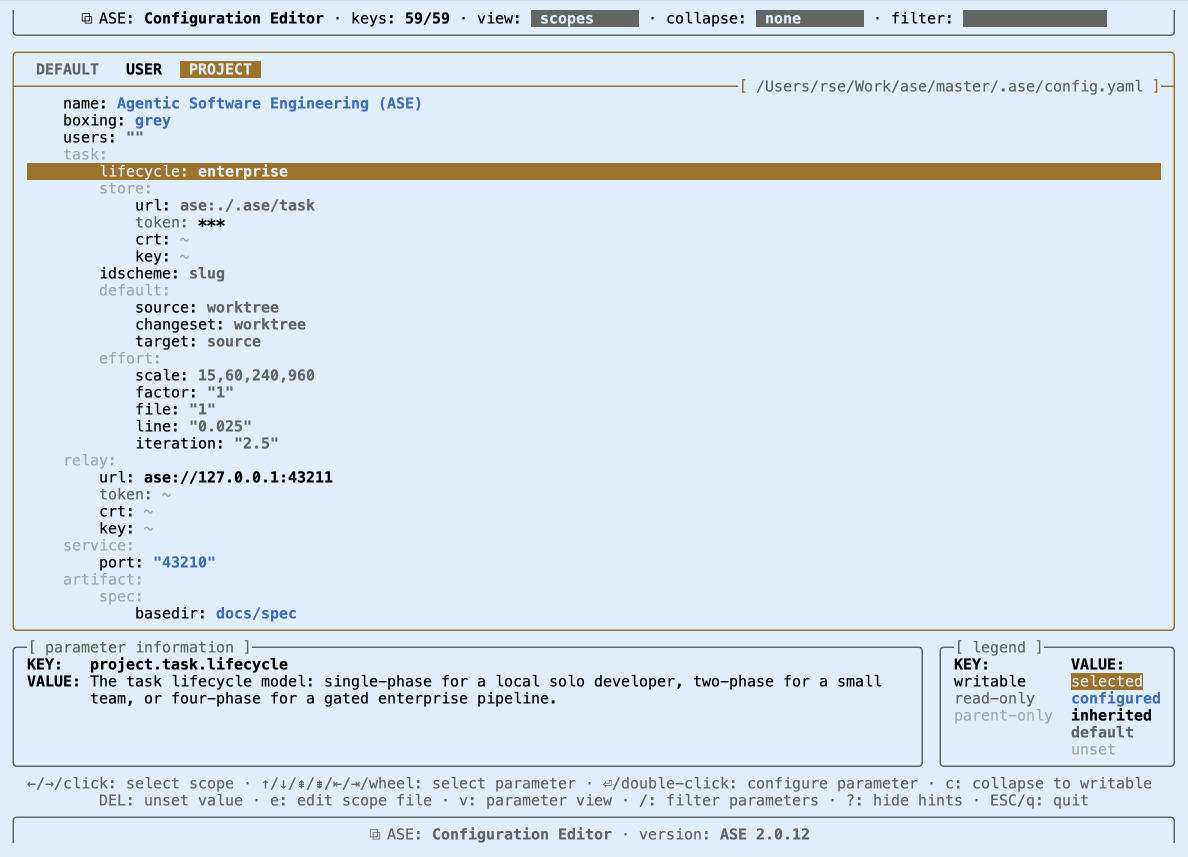 ⧉ ASE: Configuration Editor · keys: 59/59 · view: scopes · collapse: none · filter:
DEFAULT USER PROJECT
[ /Users/rse/Work/ase/master/.ase/config.yaml ]
name: Agentic Software Engineering (ASE)
boxing: grey
users: ""
task:
lifecycle: enterprise
store:
url: ase:./.ase/task
token: ***
crt: ~
key: ~
idscheme: slug
default:
source: worktree
changeset: worktree
target: source
effort:
scale: 15,60,240,960
factor: "1"
file: "1"
line: "0.025"
iteration: "2.5"
relay:
url: ase://127.0.0.1:43211
token: ~
crt: ~
key: ~
service:
port: "43210"
artifact:
spec:
basedir: docs/spec
[ parameter information ]
KEY: project.task.lifecycle
VALUE: The task lifecycle model: single-phase for a local solo developer, two-phase for a small
team, or four-phase for a gated enterprise pipeline.
[ legend ]
KEY: VALUE:
writable selected
read-only configured
parent-only inherited
default
unset
←/→/click: select scope · ↑/↓/⇞/⇟/⇤/⇥/wheel: select parameter · ⏎/double-click: configure parameter · c: collapse to writable
DEL: unset value · e: edit scope file · v: parameter view · /: filter parameters · ?: hide hints · ESC/q: quit
⧉ ASE: Configuration Editor · version: ASE 2.0.12